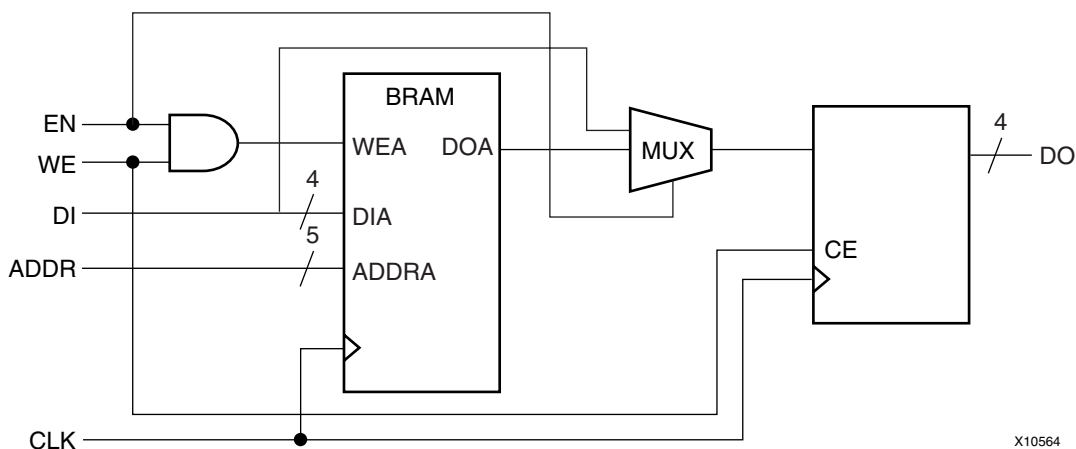 EN
WE
DI
ADDR
CLK
4
5
BRAM
WEA
DOA
DIA
ADDRA
MUX
CE
4
DO
X10564